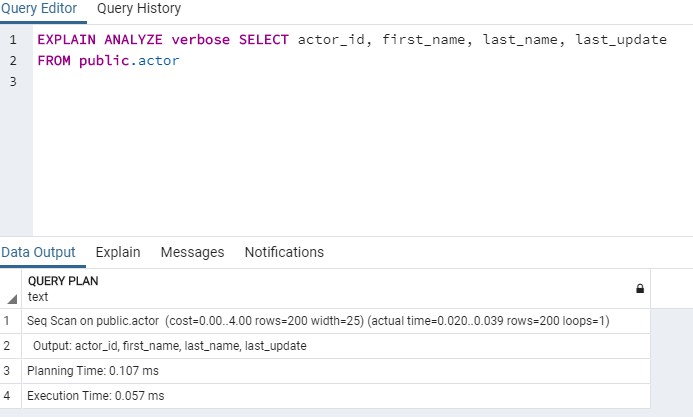 Query Editor Query History
1 EXPLAIN ANALYZE verbose SELECT actor_id, first_name, last_name, last_update
2 FROM public.actor
3
Data Output Explain Messages Notifications
QUERY PLAN
text
1 Seq Scan on public.actor (cost=0.00..4.00 rows=200 width=25) (actual time=0.020..0.039 rows=200 loops=1)
2 Output: actor_id, first_name, last_name, last_update
3 Planning Time: 0.107 ms
4 Execution Time: 0.057 ms